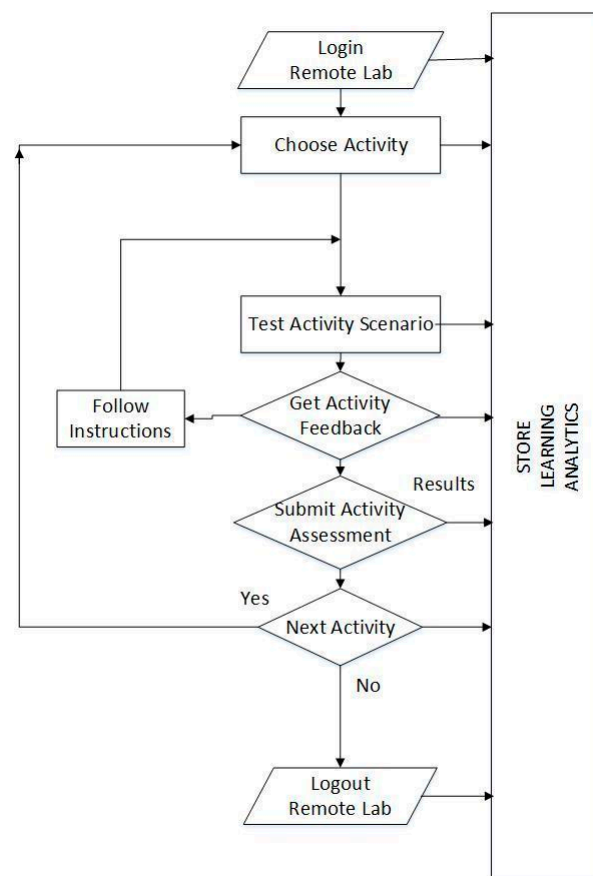 Login
Remote Lab
Choose Activity
Test Activity Scenario
Follow
Instructions
Get Activity
Feedback
Results
Submit Activity
Assessment
Yes
Next Activity
No
Logout
Remote Lab
STORE
LEARNING
ANALYTICS